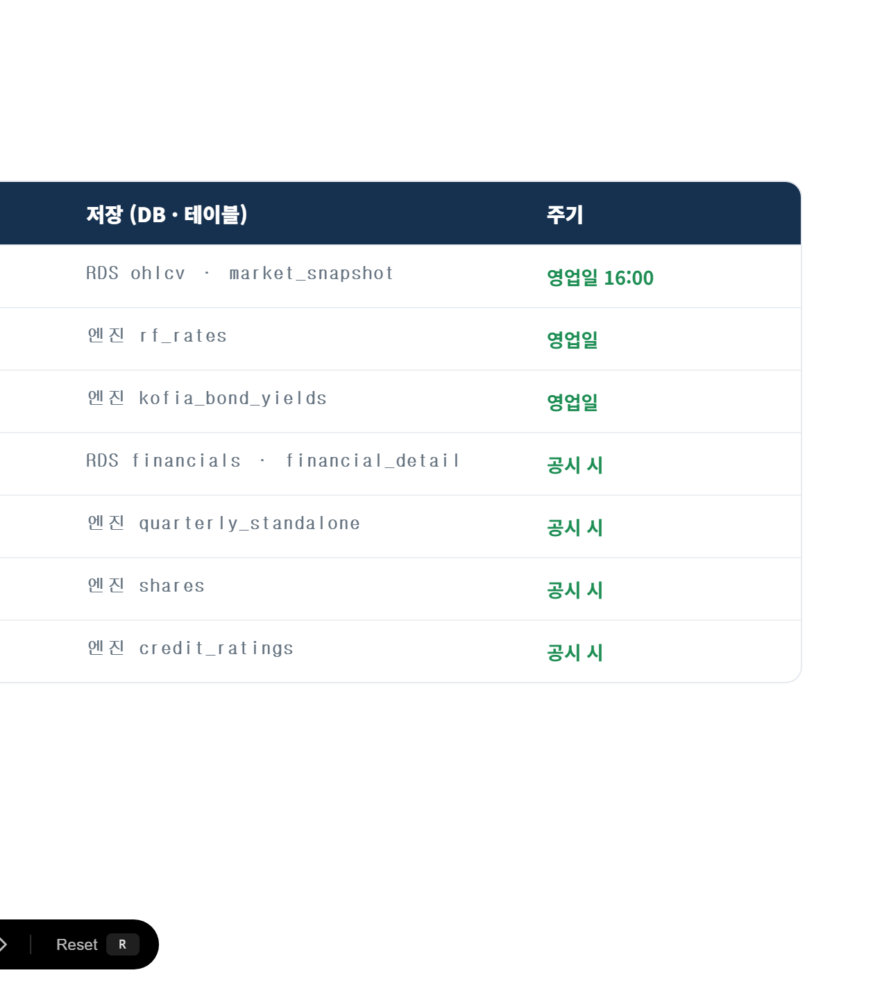 저장 (DB · 테이블) 주기
RDS ohlcv · market_snapshot 영업일 16:00
엔진 rf_rates 영업일
엔진 kofia_bond_yields 영업일
RDS financials · financial_detail 공시 시
엔진 quarterly_standalone 공시 시
엔진 shares 공시 시
엔진 credit_ratings 공시 시
Reset R